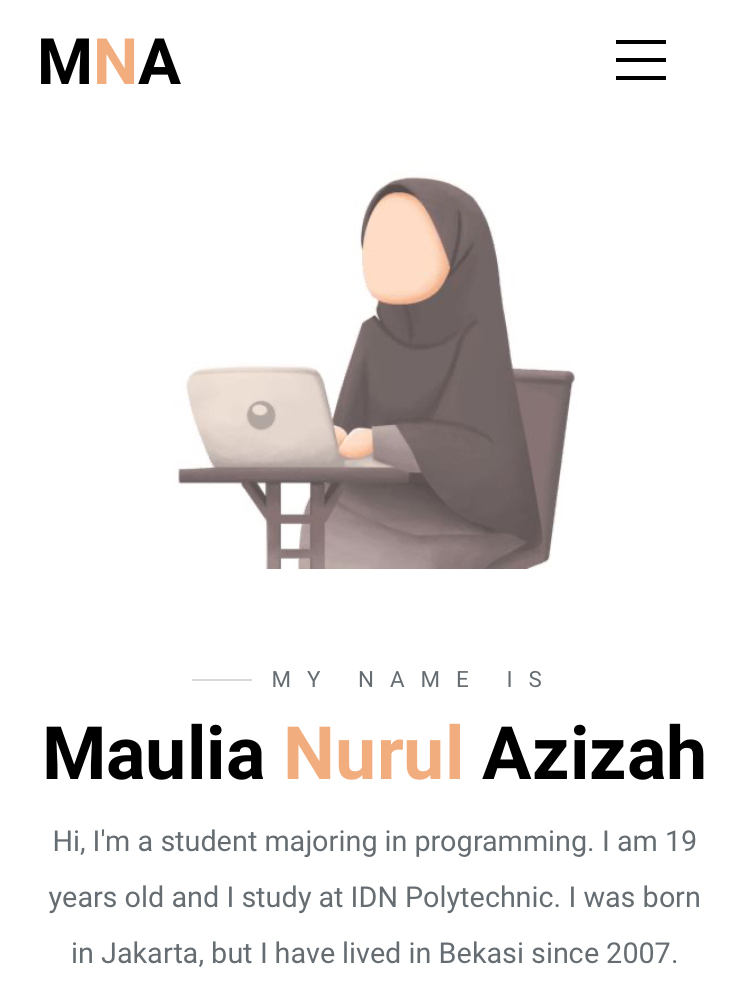 MNA
MY NAME IS
Maulia Nurul Azizah
Hi, I'm a student majoring in programming. I am 19
years old and I study at IDN Polytechnic. I was born
in Jakarta, but I have lived in Bekasi since 2007.